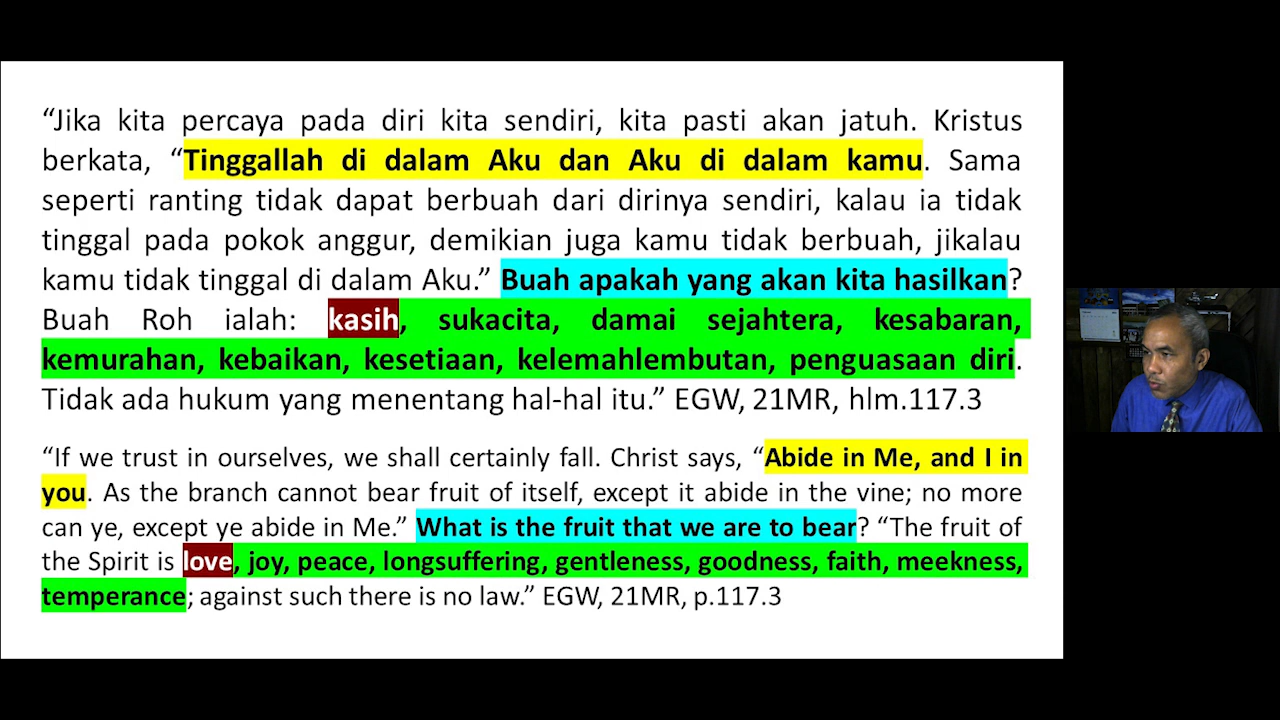 “Jika kita percaya pada diri kita sendiri, kita pasti akan jatuh. Kristus
berkata, “Tinggallah di dalam Aku dan Aku di dalam kamu. Sama
seperti ranting tidak dapat berbuah dari dirinya sendiri, kalau ia tidak
tinggal pada pokok anggur, demikian juga kamu tidak berbuah, jikalau
kamu tidak tinggal di dalam Aku.” Buah apakah yang akan kita hasilkan?
Buah Roh ialah: kasih, sukacita, damai sejahtera, kesabaran,
kemurahan, kebaikan, kesetiaan, kelemahlembutan, penguasaan diri.
Tidak ada hukum yang menentang hal-hal itu.” EGW, 21MR, hlm.117.3
“If we trust in ourselves, we shall certainly fall. Christ says, “Abide in Me, and I in
you. As the branch cannot bear fruit of itself, except it abide in the vine; no more
can ye, except ye abide in Me.” What is the fruit that we are to bear? “The fruit of
the Spirit is love, joy, peace, longsuffering, gentleness, goodness, faith, meekness,
temperance; against such there is no law.” EGW, 21MR, p.117.3